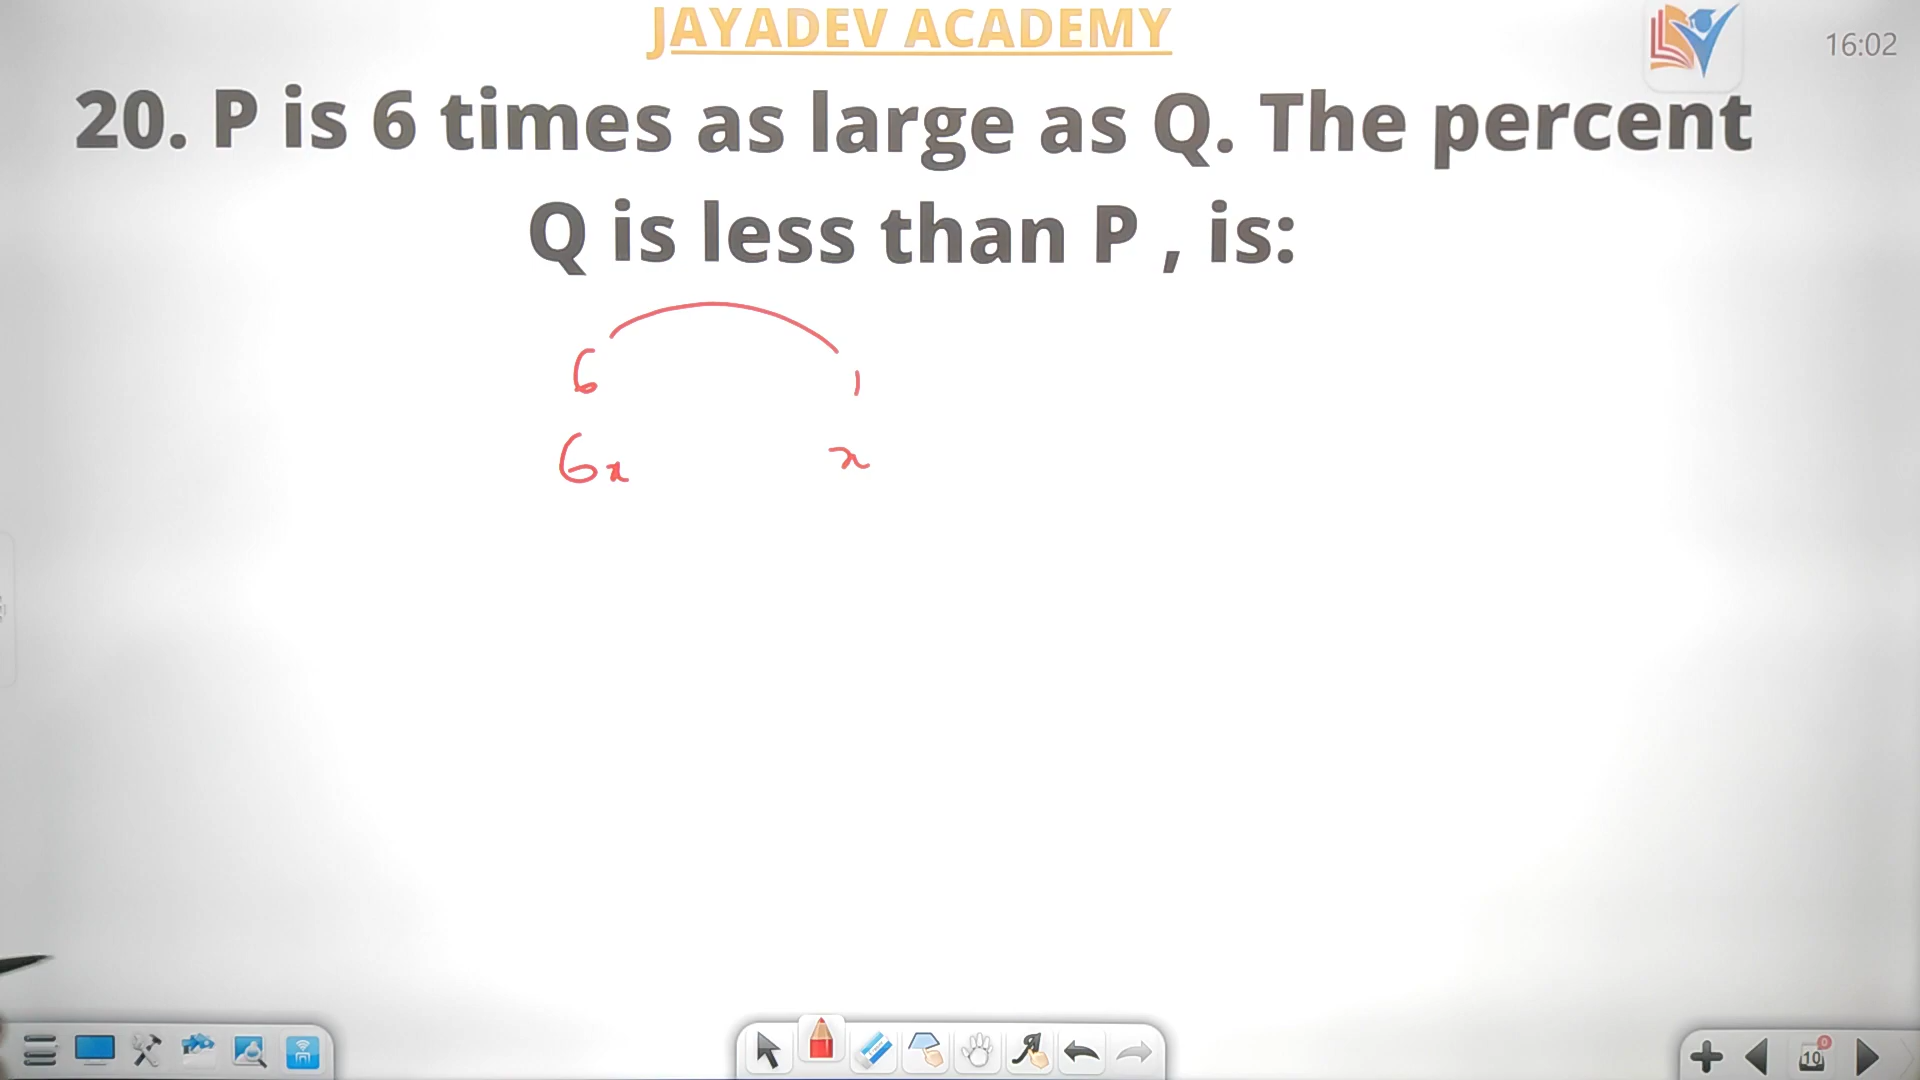 JAYADEV ACADEMY
16:02
20. P is 6 times as large as Q. The percent
Q is less than P , is:
6 1
6x x
10
0